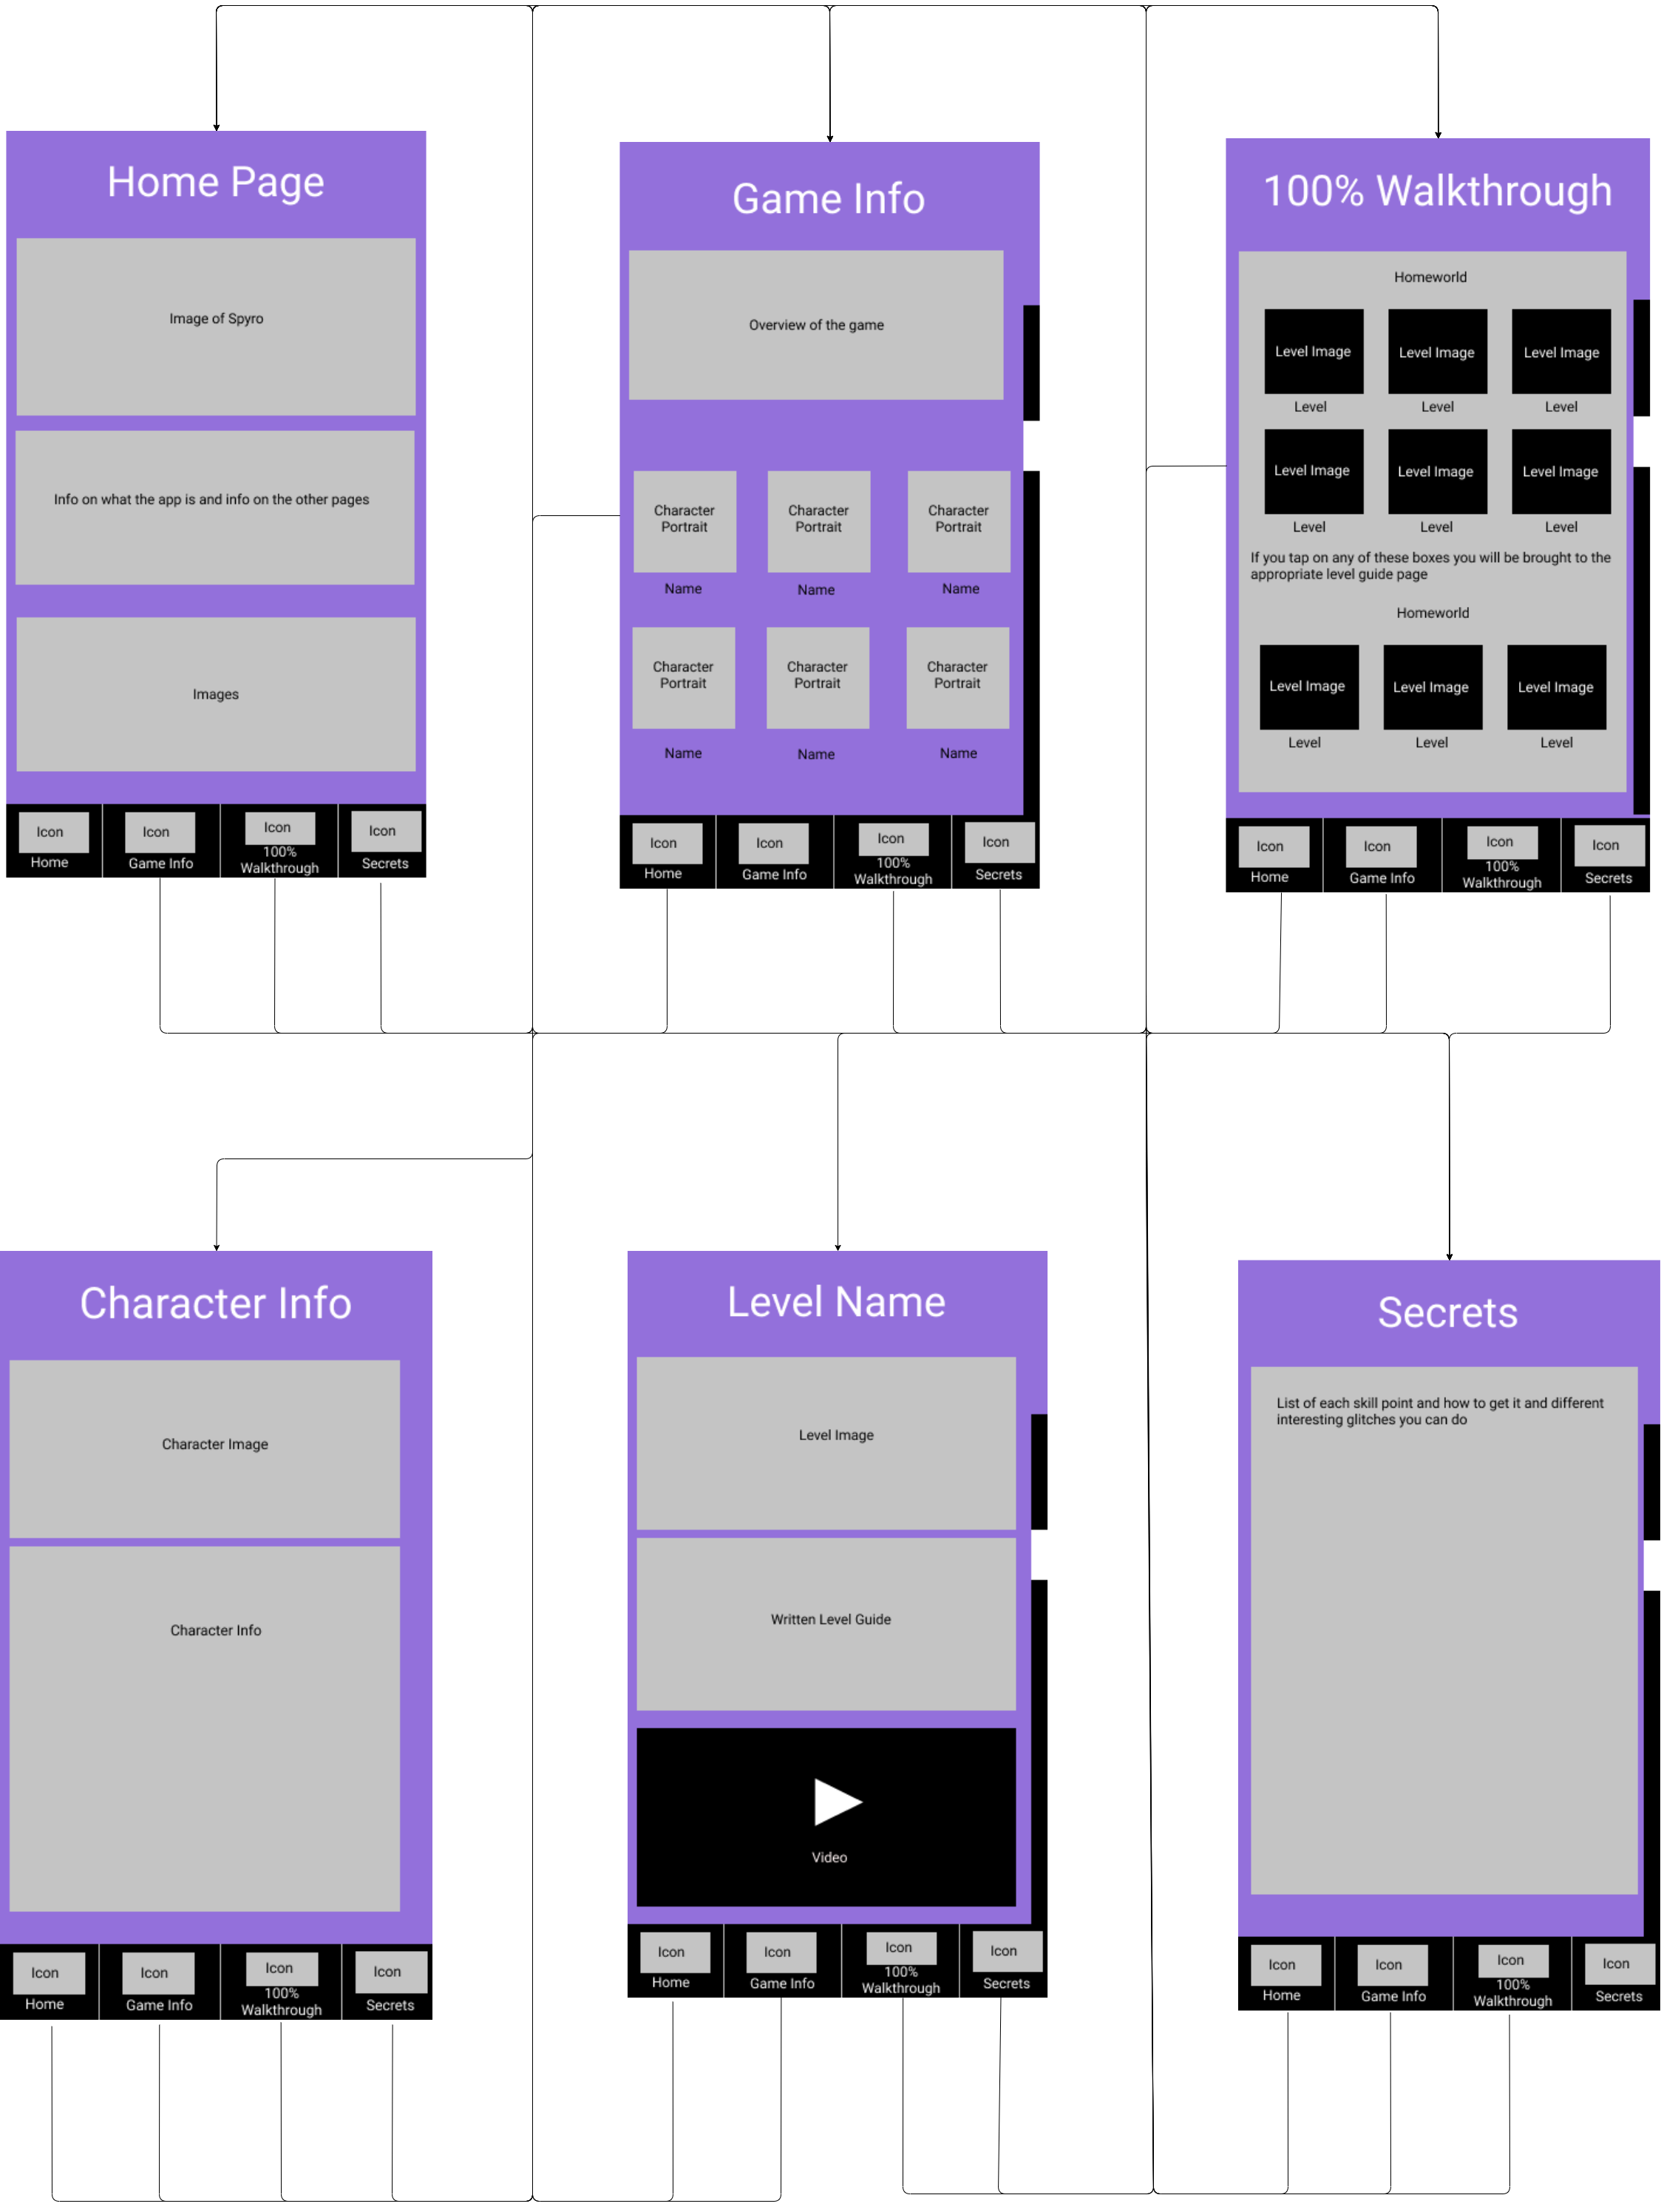 Home Page
Image of Spyro
Info on what the app is and info on the other pages
Images
Icon
Home
Icon
Game Info
Icon
100%
Walkthrough
Icon
Secrets
Game Info
Overview of the game
Character
Portrait
Name
Character
Portrait
Name
Character
Portrait
Name
Character
Portrait
Name
Character
Portrait
Name
Character
Portrait
Name
Icon
Home
Icon
Game Info
Icon
100%
Walkthrough
Icon
Secrets
100% Walkthrough
Homeworld
Level Image
Level
Level Image
Level
Level Image
Level
Level Image
Level
Level Image
Level
Level Image
Level
If you tap on any of these boxes you will be brought to the
appropriate level guide page
Homeworld
Level Image
Level
Level Image
Level
Level Image
Level
Icon
Home
Icon
Game Info
Icon
100%
Walkthrough
Icon
Secrets
Character Info
Character Image
Character Info
Icon
Home
Icon
Game Info
Icon
100%
Walkthrough
Icon
Secrets
Level Name
Level Image
Written Level Guide
Video
Icon
Home
Icon
Game Info
Icon
100%
Walkthrough
Icon
Secrets
Secrets
List of each skill point and how to get it and different
interesting glitches you can do
Icon
Home
Icon
Game Info
Icon
100%
Walkthrough
Icon
Secrets